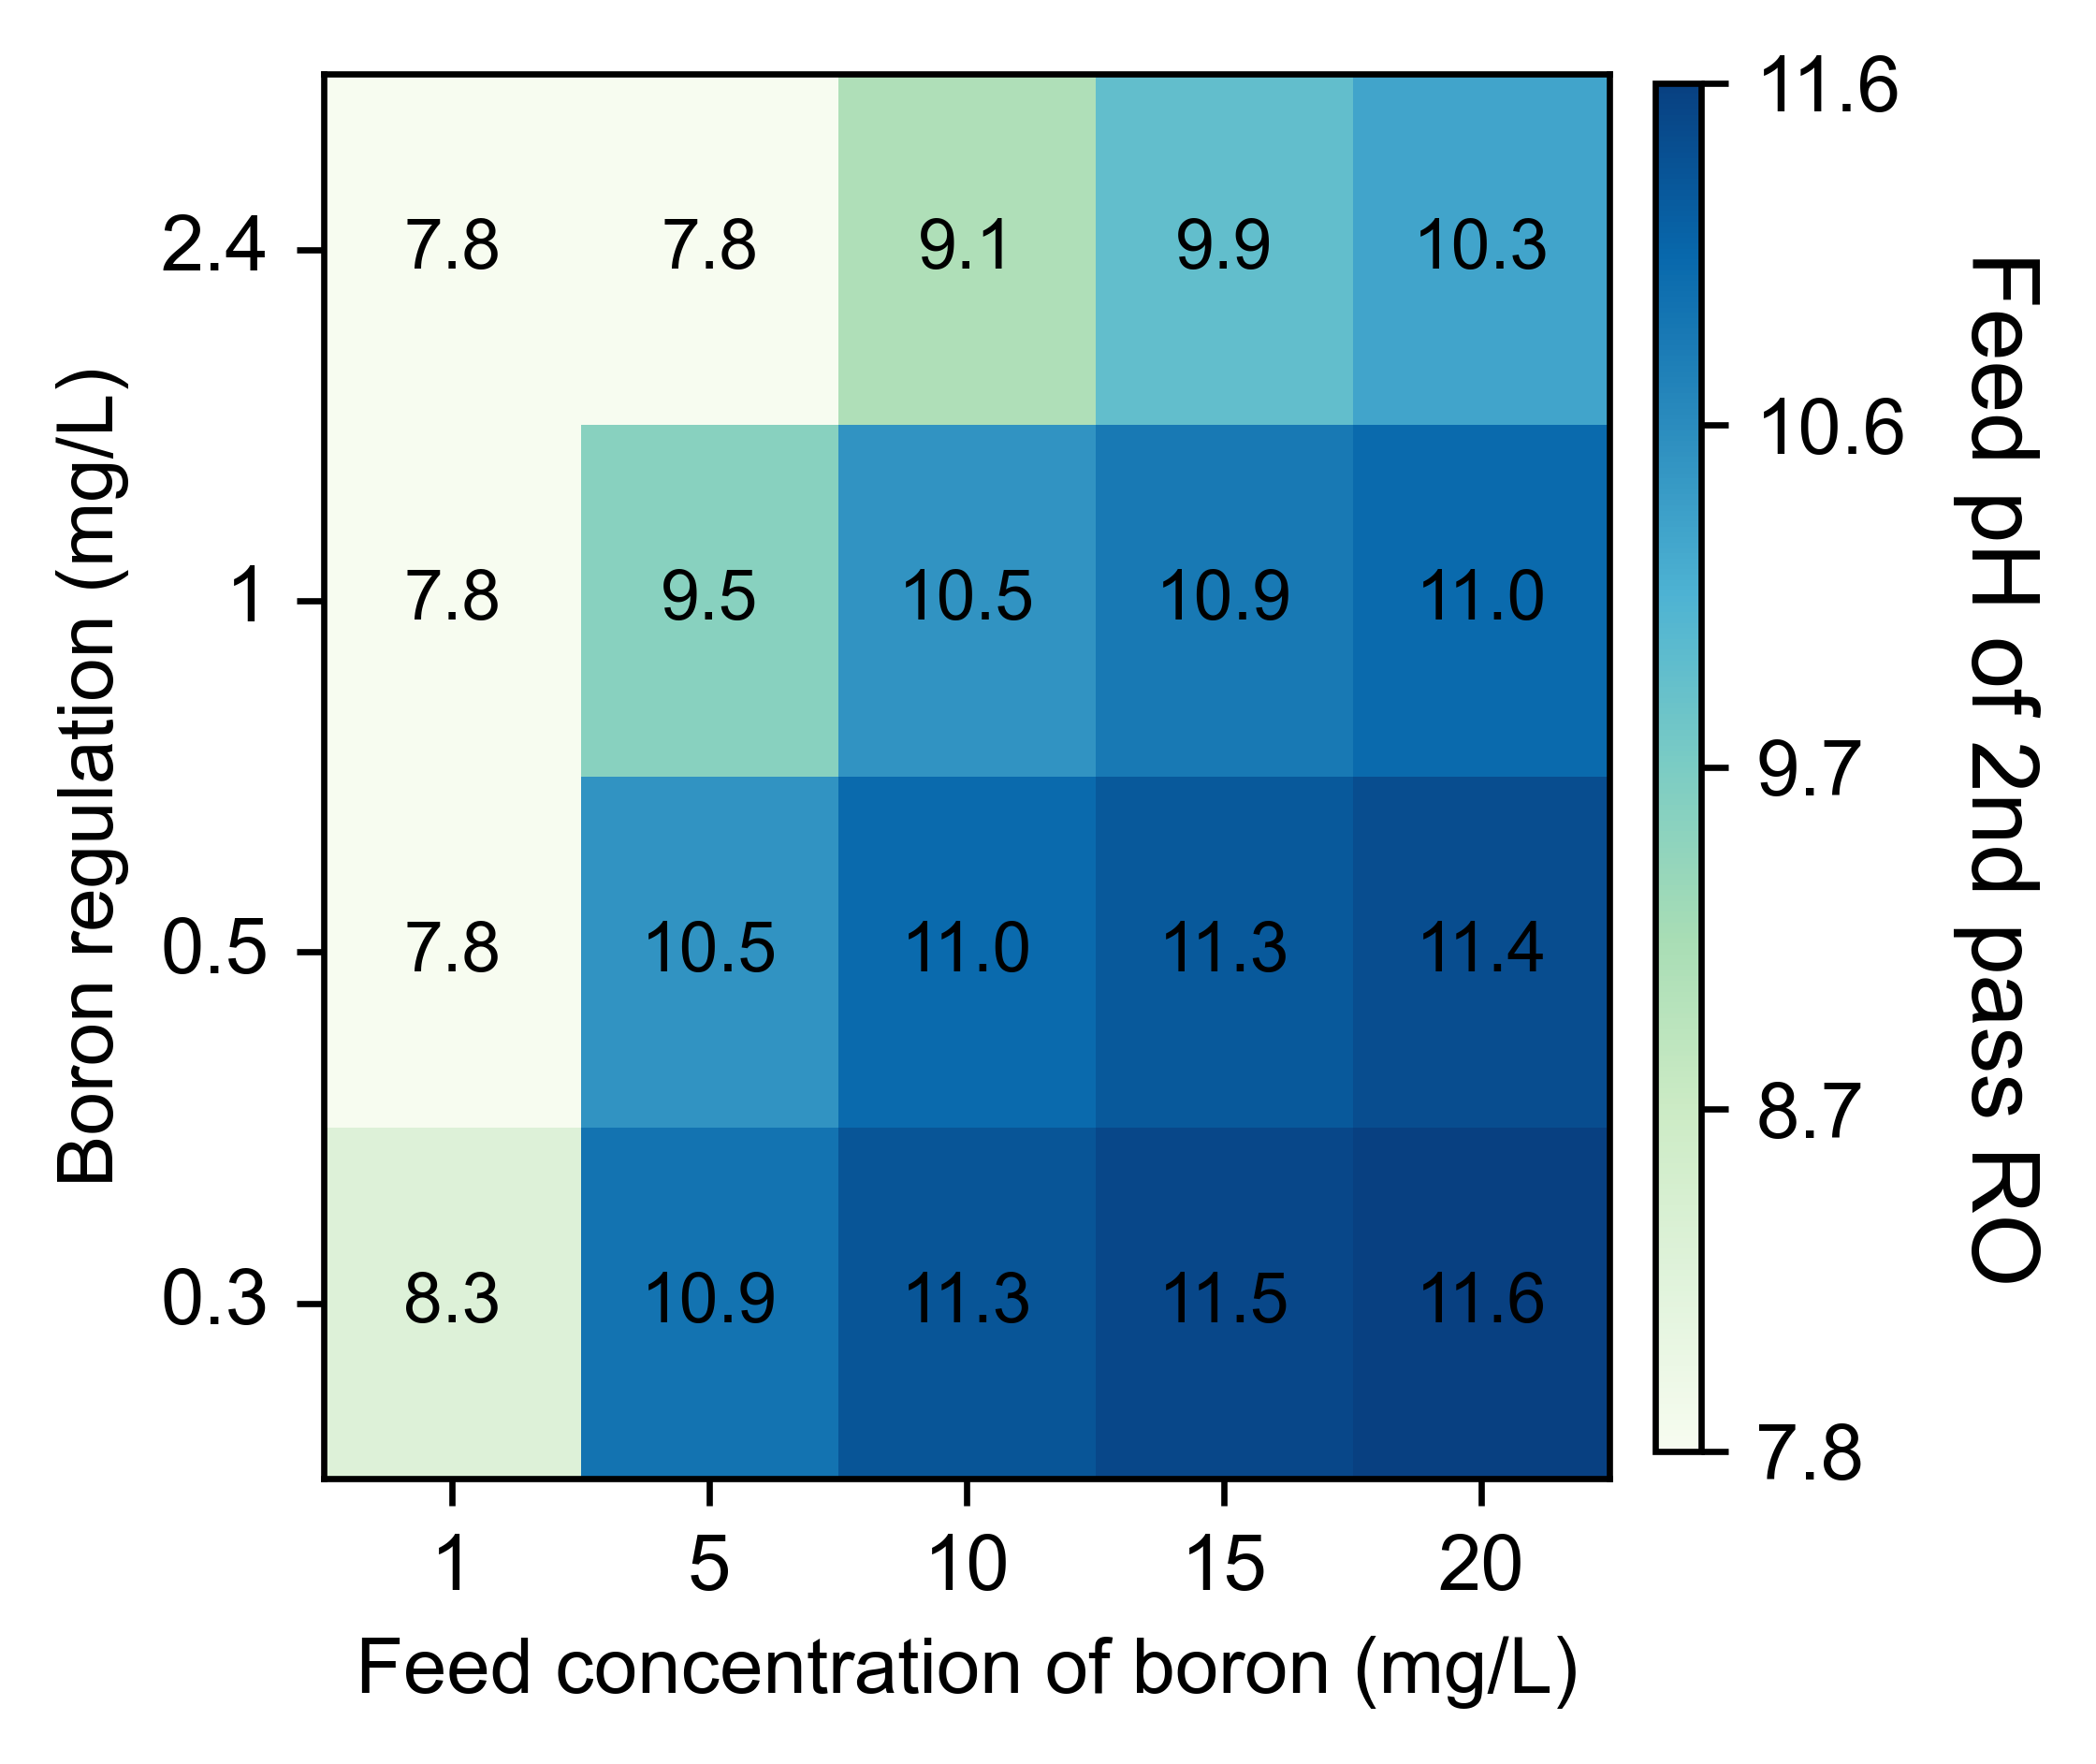 Boron regulation (mg/L)
2.4
1
0.5
0.3
7.8 7.8 9.1 9.9 10.3
7.8 9.5 10.5 10.9 11.0
7.8 10.5 11.0 11.3 11.4
8.3 10.9 11.3 11.5 11.6
1 5 10 15 20
Feed concentration of boron (mg/L)
11.6
10.6
9.7
8.7
7.8
Feed pH of 2nd pass RO